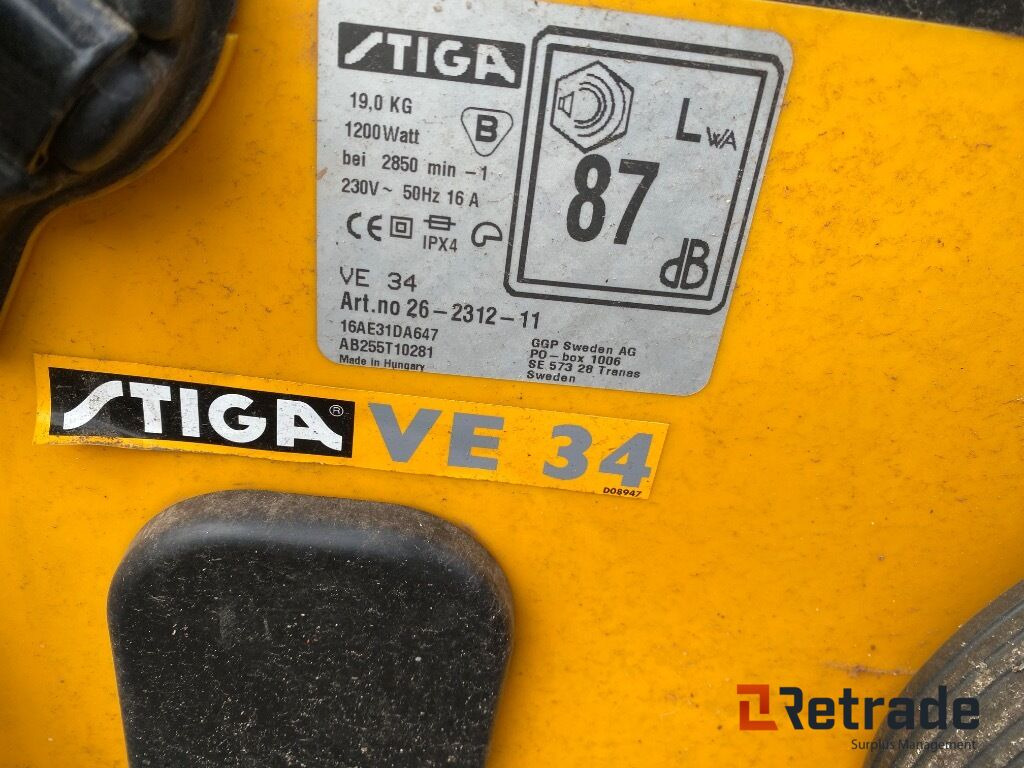 STIGA
19,0 KG
1200Watt
B
bei 2850 min -1
230V~ 50Hz 16 A
CE IPX4
LWA
87
dB
VE 34
Art.no 26-2312-11
16AE31DA647
AB255T10281
Made in Hungary
GGP Sweden AG
PO-box 1006
SE 573 28 Tranas
Sweden
STIGA® VE 34
D08947
Retrade
Surplus Management